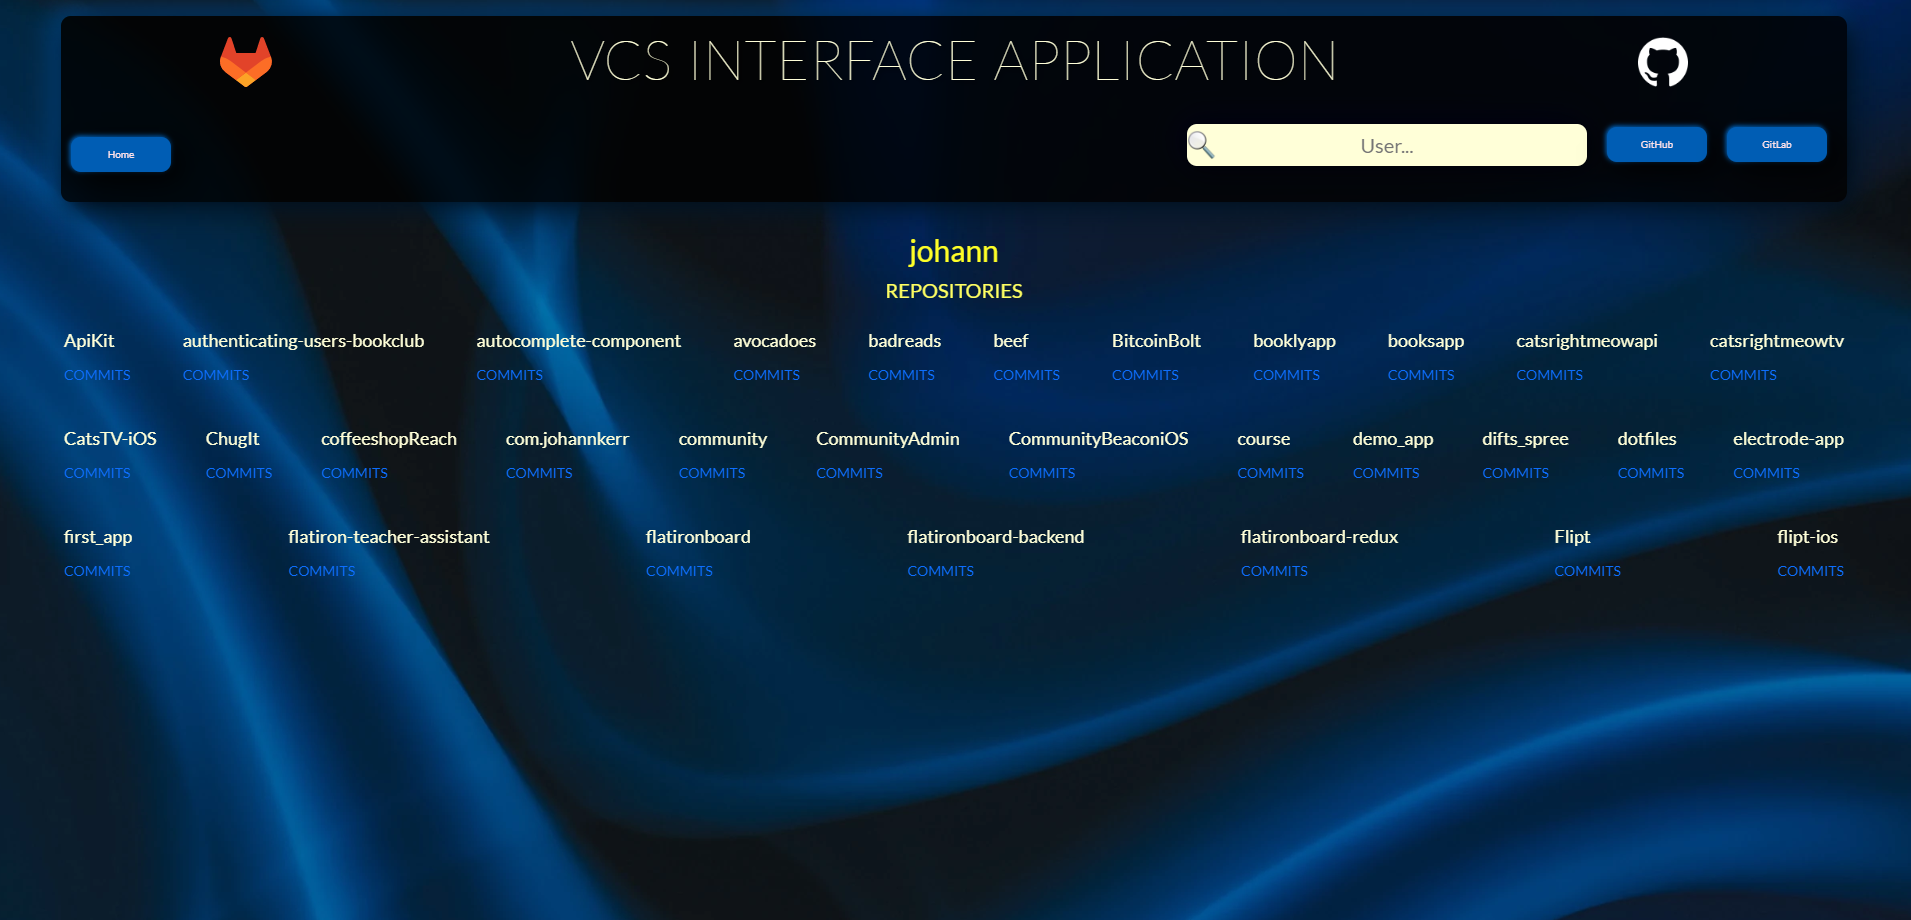 VCS INTERFACE APPLICATION
Home
User...
GitHub
GitLab
johann
REPOSITORIES
ApiKit authenticating-users-bookclub autocomplete-component avocadoes badreads beef BitcoinBolt booklyapp booksapp catsrightmeowapi catsrightmeowtv
COMMITS COMMITS COMMITS COMMITS COMMITS COMMITS COMMITS COMMITS COMMITS COMMITS COMMITS
CatsTV-iOS ChugIt coffeeshopReach com.johannkerr community CommunityAdmin CommunityBeaconiOS course demo_app difts_spree dotfiles electrode-app
COMMITS COMMITS COMMITS COMMITS COMMITS COMMITS COMMITS COMMITS COMMITS COMMITS COMMITS COMMITS
first_app flatiron-teacher-assistant flatironboard flatironboard-backend flatironboard-redux Flipt flipt-ios
COMMITS COMMITS COMMITS COMMITS COMMITS COMMITS COMMITS